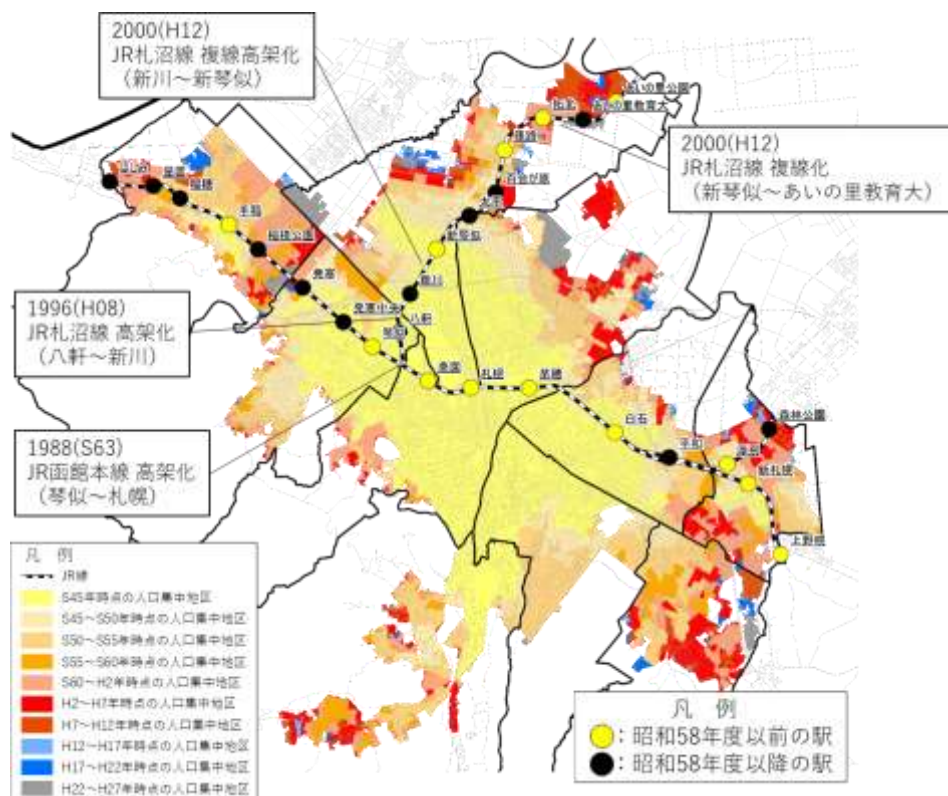 2000(H12)
JR札沼線 複線高架化
（新川～新琴似）
2000(H12)
JR札沼線 複線化
（新琴似～あいの里教育大）
1996(H08)
JR札沼線 高架化
（八軒～新川）
1988(S63)
JR函館本線 高架化
（琴似～札幌）
あいの里公園
あいの里教育大
拓北
篠路
百合が原
太平
新琴似
新川
八軒
ほしみ
星置
稲穂
手稲
稲積公園
発寒
発寒中央
琴似
桑園
札幌
苗穂
白石
平和
厚別
森林公園
新札幌
上野幌
凡 例
JR線
S45年時点の人口集中地区
S45～S50年時点の人口集中地区
S50～S55年時点の人口集中地区
S55～S60年時点の人口集中地区
S60～H2年時点の人口集中地区
H2～H7年時点の人口集中地区
H7～H12年時点の人口集中地区
H12～H17年時点の人口集中地区
H17～H22年時点の人口集中地区
H22～H27年時点の人口集中地区
凡 例
：昭和58年度以前の駅
：昭和58年度以降の駅